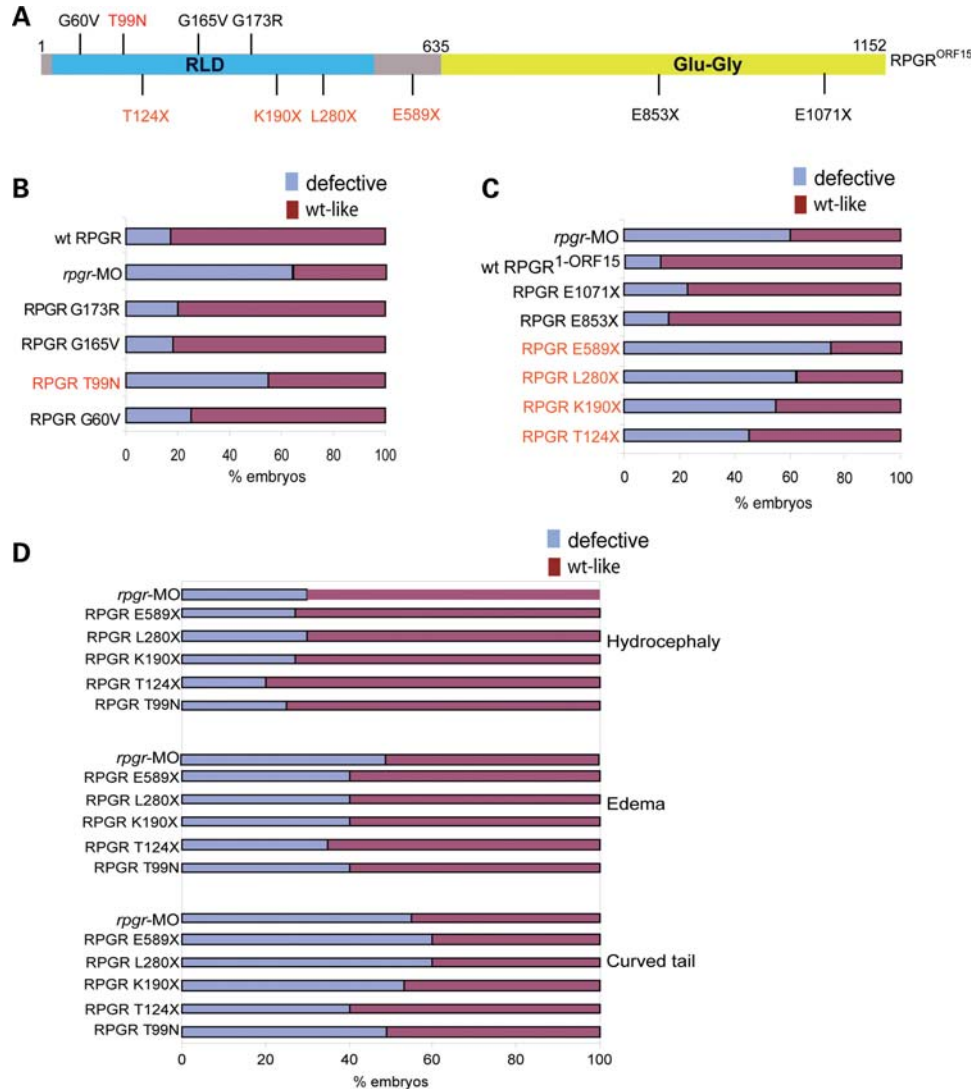 A
G60V T99N G165V G173R
1 635 1152
RLD Glu-Gly RPGR^ORF15
T124X K190X L280X E589X E853X E1071X
B
defective
wt-like
wt RPGR
rpgr-MO
RPGR G173R
RPGR G165V
RPGR T99N
RPGR G60V
0 20 40 60 80 100
% embryos
C
defective
wt-like
rpgr-MO
wt RPGR^1-ORF15
RPGR E1071X
RPGR E853X
RPGR E589X
RPGR L280X
RPGR K190X
RPGR T124X
0 20 40 60 80 100
% embryos
D
defective
wt-like
rpgr-MO
RPGR E589X
RPGR L280X
Hydrocephaly
RPGR K190X
RPGR T124X
RPGR T99N
rpgr-MO
RPGR E589X
RPGR L280X
Edema
RPGR K190X
RPGR T124X
RPGR T99N
rpgr-MO
RPGR E589X
RPGR L280X
Curved tail
RPGR K190X
RPGR T124X
RPGR T99N
0 20 40 60 80 100
% embryos